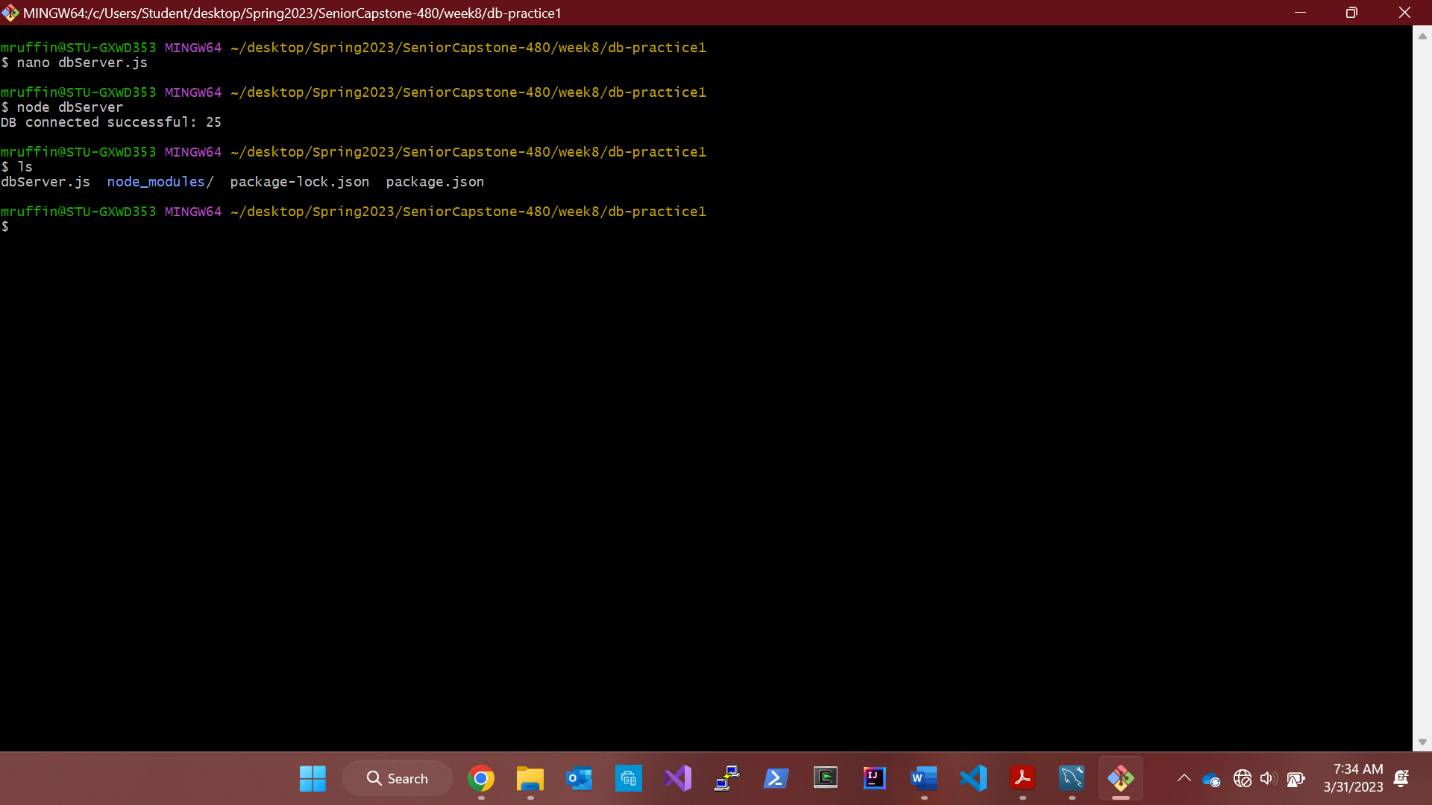 MINGW64:/c/Users/Student/desktop/Spring2023/SeniorCapstone-480/week8/db-practice1
mruffin@STU-GXWD353 MINGW64 ~/desktop/Spring2023/SeniorCapstone-480/week8/db-practice1
$ nano dbServer.js
mruffin@STU-GXWD353 MINGW64 ~/desktop/Spring2023/SeniorCapstone-480/week8/db-practice1
$ node dbServer
DB connected successful: 25
mruffin@STU-GXWD353 MINGW64 ~/desktop/Spring2023/SeniorCapstone-480/week8/db-practice1
$ ls
dbServer.js  node_modules/  package-lock.json  package.json
mruffin@STU-GXWD353 MINGW64 ~/desktop/Spring2023/SeniorCapstone-480/week8/db-practice1
$
Search
7:34 AM
3/31/2023